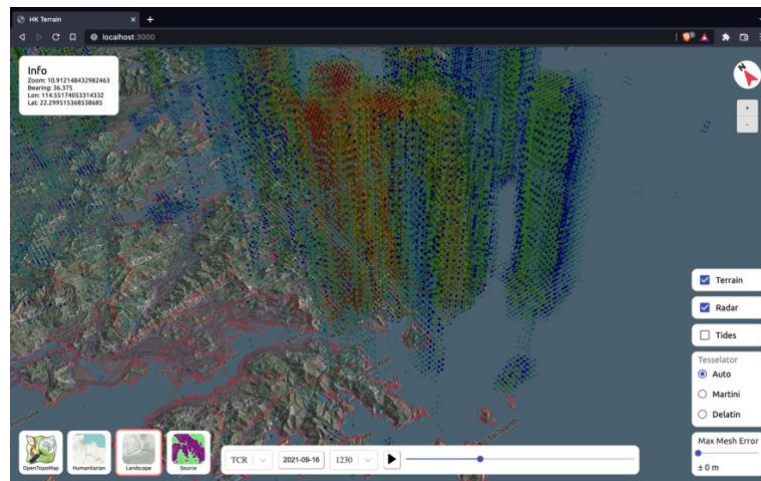 HK Terrain
localhost:3000
Info
Zoom: 10.912148432982463
Bearing: 36.375
Lon: 114.55174053314332
Lat: 22.299515368538685
N
+
-
Terrain
Radar
Tides
Tesselator
Auto
Martini
Delatin
Max Mesh Error
± 0 m
OpenTopoMap
Humanitarian
Landscape
Source
TCR
2021-09-16
1230